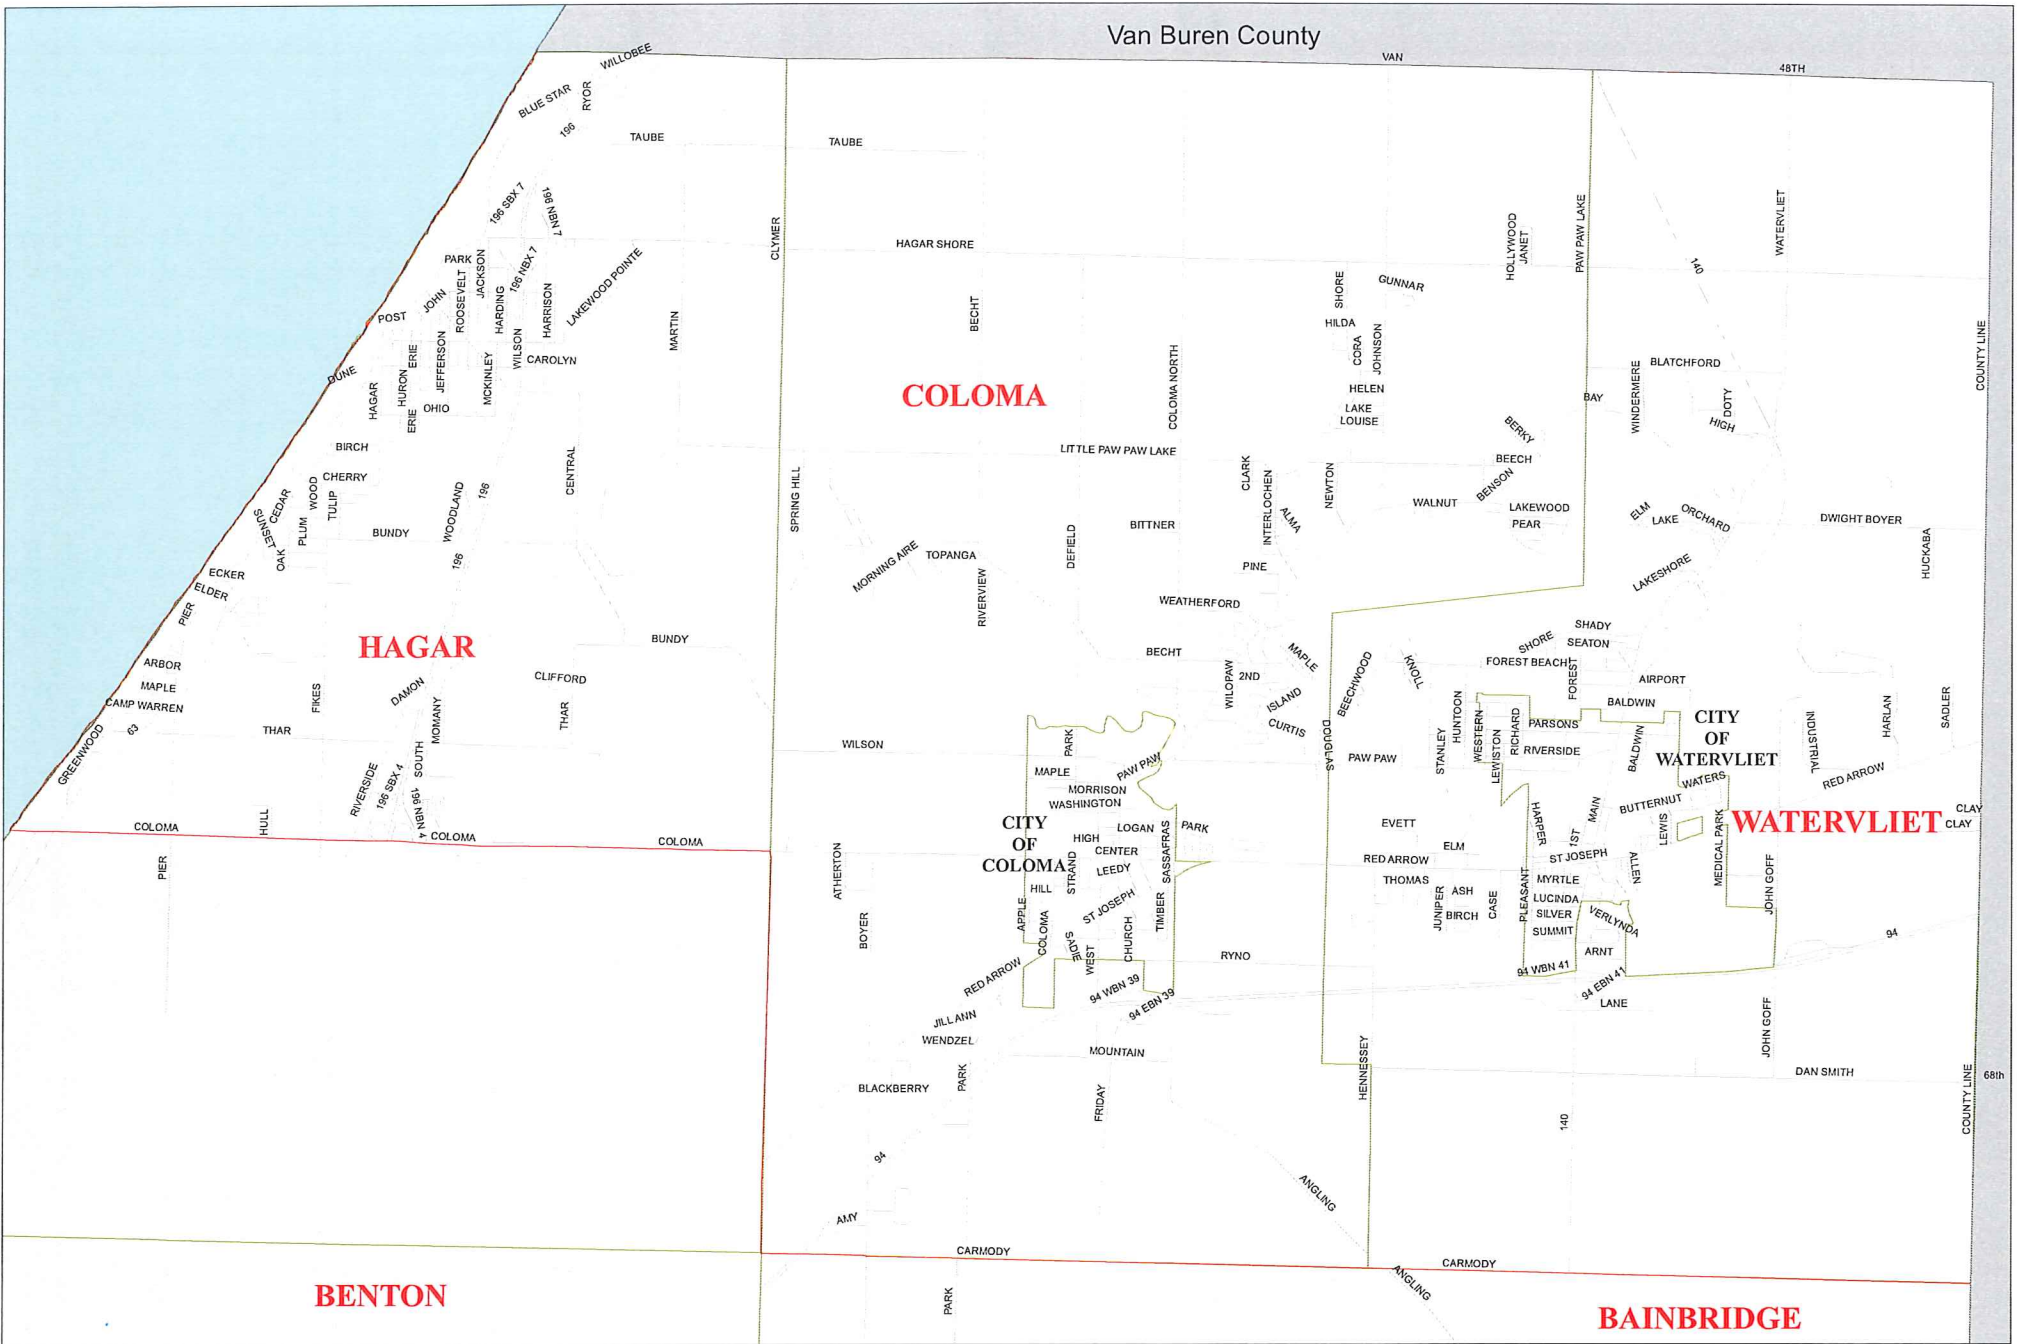 Van Buren County
WILLOBEE
VAN
48TH
BLUE STAR
RYOR
196
TAUBE
TAUBE
196 SBX 7
196 NBN 7
CLYMER
HAGAR SHORE
HOLLYWOOD
JANET
PAW PAW LAKE
WATERVLIET
140
PARK
JACKSON
196 NBX 7
LAKEWOOD POINTE
JOHN
ROOSEVELT
HARDING
HARRISON
POST
MARTIN
BECHT
SHORE
GUNNAR
HILDA
CORA
JOHNSON
COUNTY LINE
ERIE
JEFFERSON
WILSON
CAROLYN
MCKINLEY
DUNE
HAGAR
HURON
ERIE
OHIO
COLOMA
COLOMA NORTH
HELEN
LAKE
LOUISE
BLATCHFORD
BAY
WINDERMERE
DOTY
HIGH
BIRCH
CHERRY
WOOD
TULIP
CEDAR
SUNSET
PLUM
OAK
BUNDY
WOODLAND
196
196
CENTRAL
SPRING HILL
LITTLE PAW PAW LAKE
CLARK
INTERLOCHEN
ALMA
NEWTON
BERKY
BEECH
BENSON
WALNUT
LAKEWOOD
PEAR
ELM
LAKE
ORCHARD
DWIGHT BOYER
HUCKABA
BITTNER
DEFIELD
TOPANGA
MORNING AIRE
RIVERVIEW
PINE
WEATHERFORD
LAKESHORE
ECKER
ELDER
PIER
HAGAR
BUNDY
BECHT
MAPLE
WILOPAW
2ND
ISLAND
CURTIS
BEECHWOOD
KNOLL
SHADY
SHORE
SEATON
FOREST BEACH
FOREST
AIRPORT
BALDWIN
ARBOR
MAPLE
CAMP WARREN
63
GREENWOOD
FIKES
DAMON
CLIFFORD
THAR
THAR
MOMANY
SOUTH
RIVERSIDE
196 SBX 4
196 NBN 4
HULL
WILSON
PARK
MAPLE
PAW PAW
MORRISON
WASHINGTON
DOUGLAS
PAW PAW
STANLEY
HUNTOON
WESTERN
LEWISTON
RICHARD
PARSONS
RIVERSIDE
BALDWIN
CITY
OF
WATERVLIET
INDUSTRIAL
HARLAN
SADLER
WATERS
RED ARROW
BUTTERNUT
MAIN
1ST
HARPER
LEWIS
MEDICAL PARK
WATERVLIET
CLAY
CLAY
COLOMA
COLOMA
COLOMA
PIER
ATHERTON
BOYER
CITY
OF
COLOMA
HIGH
LOGAN
PARK
CENTER
LEEDY
STRAND
SASSAFRAS
HILL
APPLE
COLOMA
ST JOSEPH
SADIE
WEST
CHURCH
TIMBER
EVETT
ELM
RED ARROW
THOMAS
JUNIPER
ASH
BIRCH
CASE
PLEASANT
ST JOSEPH
ALLEN
MYRTLE
LUCINDA
SILVER
SUMMIT
VERLYNDA
ARNT
JOHN GOFF
94
94 WBN 41
94 EBN 41
LANE
RED ARROW
RYNO
94 WBN 39
94 EBN 39
JILL ANN
WENDZEL
PARK
MOUNTAIN
BLACKBERRY
FRIDAY
HENNESSEY
JOHN GOFF
DAN SMITH
68th
COUNTY LINE
140
94
AMY
ANGLING
CARMODY
CARMODY
ANGLING
BENTON
PARK
BAINBRIDGE